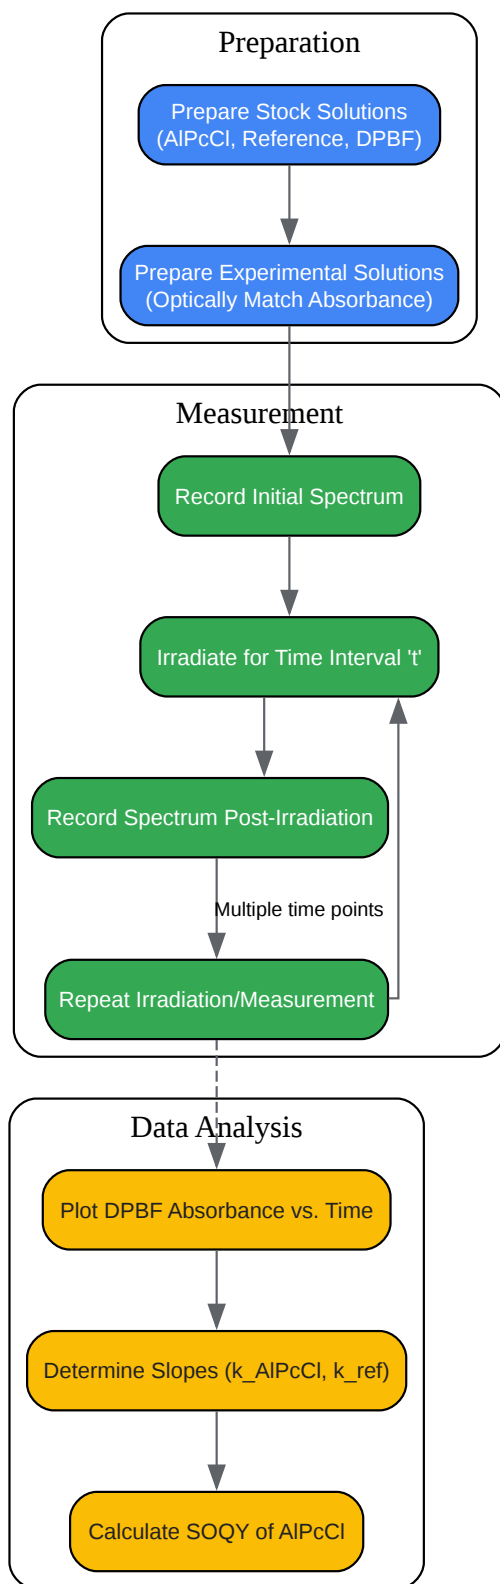 Preparation
Prepare Stock Solutions
(AlPcCl, Reference, DPBF)
Prepare Experimental Solutions
(Optically Match Absorbance)
Measurement
Record Initial Spectrum
Irradiate for Time Interval 't'
Record Spectrum Post-Irradiation
Multiple time points
Repeat Irradiation/Measurement
Data Analysis
Plot DPBF Absorbance vs. Time
Determine Slopes (k_AlPcCl, k_ref)
Calculate SOQY of AlPcCl